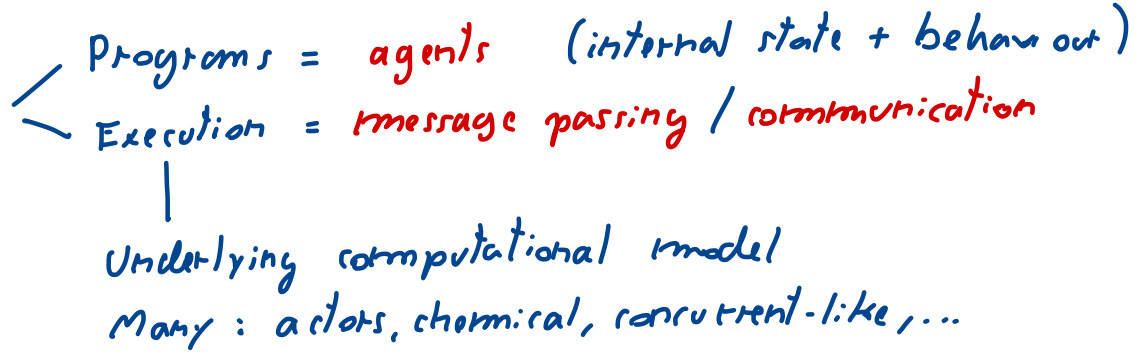 Programs = agents (internal state + behaviour)
Execution = message passing / communication
Underlying computational model
Many : actors, chemical, concurrent-like, ...